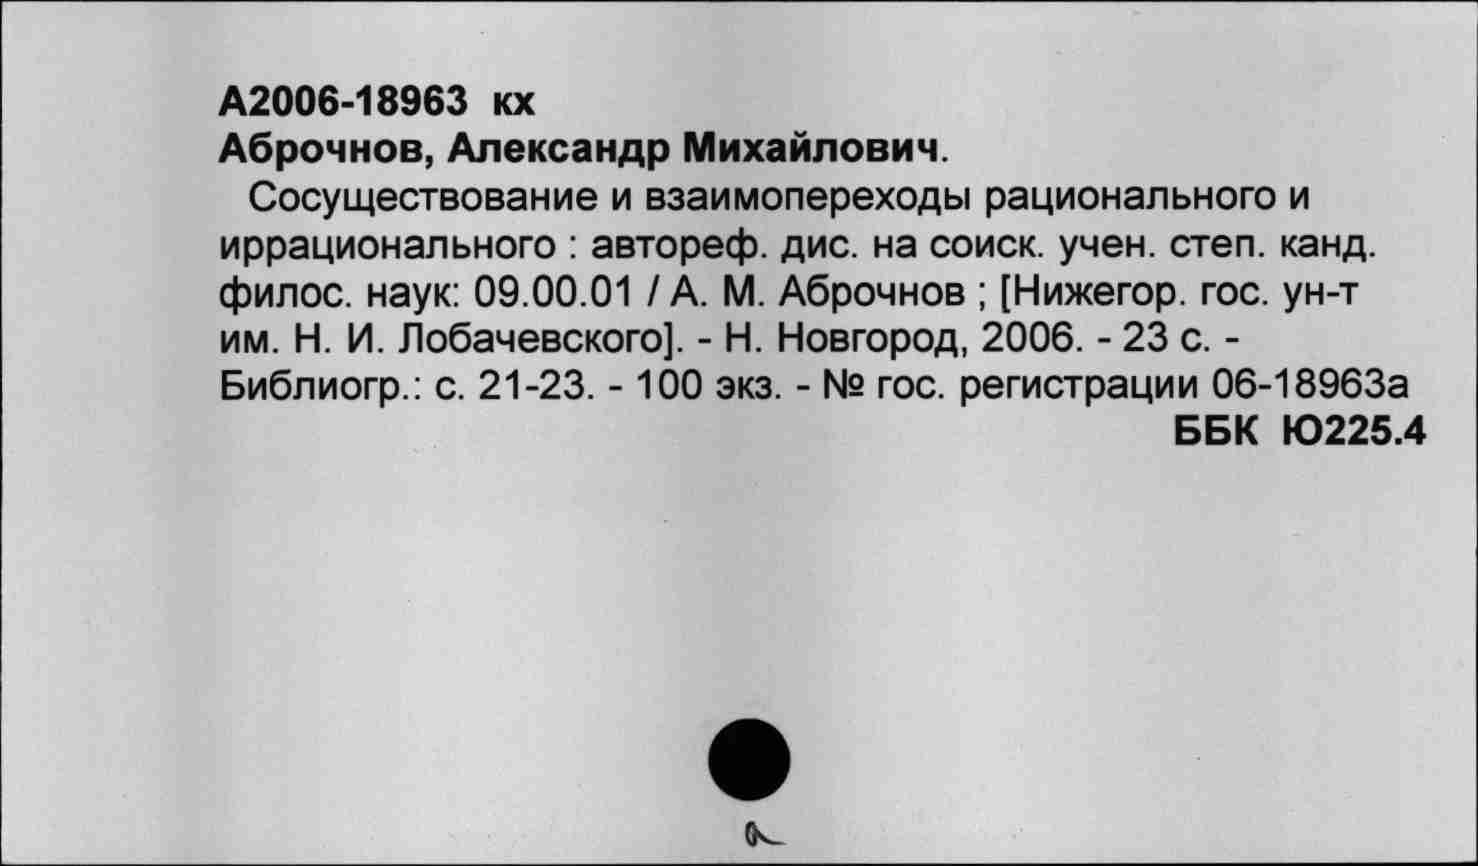 А2006-18963 кх
Аброчнов, Александр Михайлович.
Сосуществование и взаимопереходы рационального и
иррационального : автореф. дис. на соиск. учен. степ. канд.
филос. наук: 09.00.01 / А. М. Аброчнов ; [Нижегор. гос. ун-т
им. Н. И. Лобачевского]. - Н. Новгород, 2006. - 23 с. -
Библиогр.: с. 21-23. - 100 экз. - № гос. регистрации 06-18963а
ББК Ю225.4